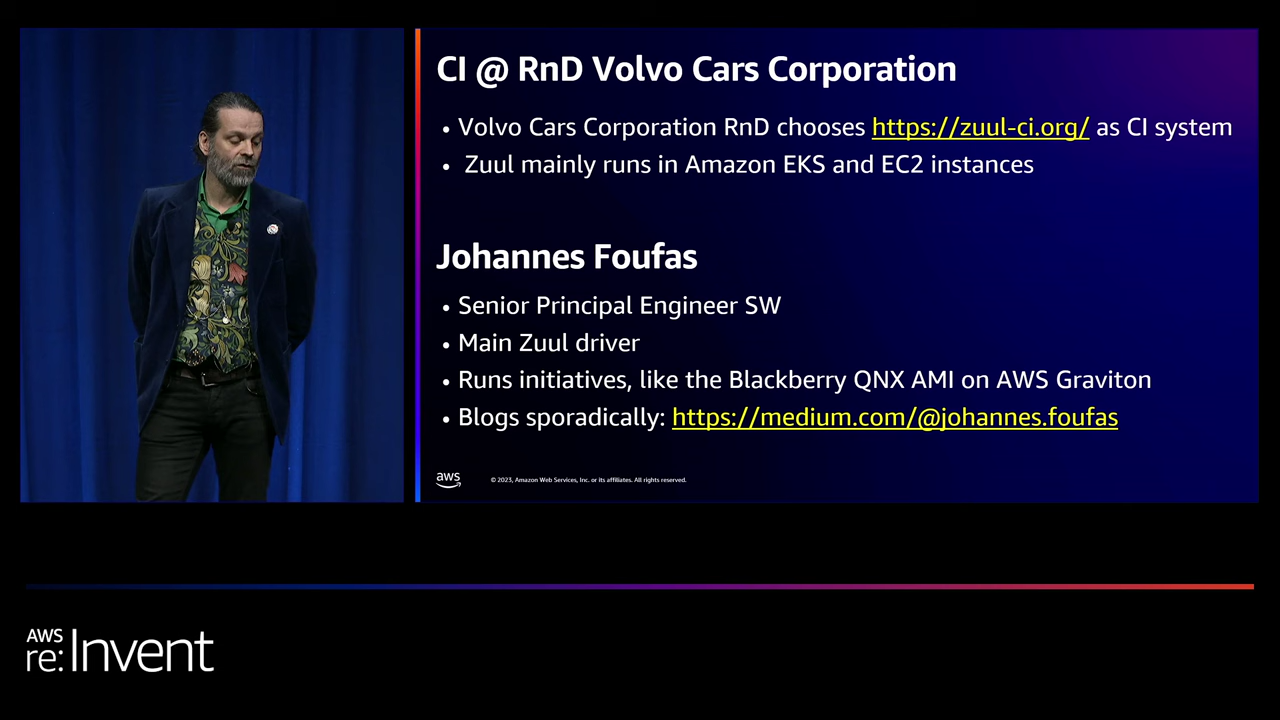 CI @ RnD Volvo Cars Corporation
• Volvo Cars Corporation RnD chooses https://zuul-ci.org/ as CI system
• Zuul mainly runs in Amazon EKS and EC2 instances
Johannes Foufas
• Senior Principal Engineer SW
• Main Zuul driver
• Runs initiatives, like the Blackberry QNX AMI on AWS Graviton
• Blogs sporadically: https://medium.com/@johannes.foufas
aws
© 2023, Amazon Web Services, Inc. or its affiliates. All rights reserved.
AWS
re:Invent